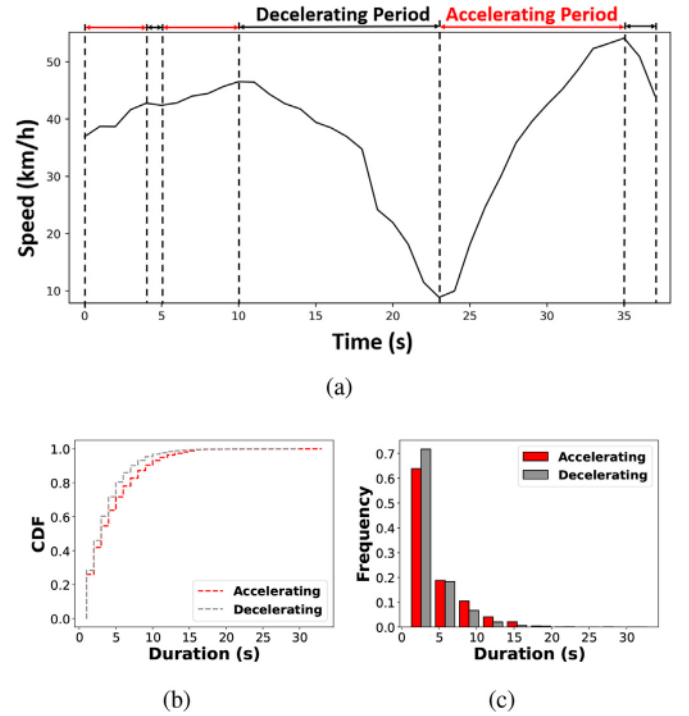 Decelerating Period Accelerating Period
50
40
30
20
10
Speed (km/h)
0 5 10 15 20 25 30 35
Time (s)
(a)
1.0
0.8
0.6
0.4
0.2
0.0
CDF
Accelerating
Decelerating
0 5 10 15 20 25 30
Duration (s)
(b)
0.7
0.6
0.5
0.4
0.3
0.2
0.1
0.0
Frequency
Accelerating
Decelerating
0 5 10 15 20 25 30
Duration (s)
(c)